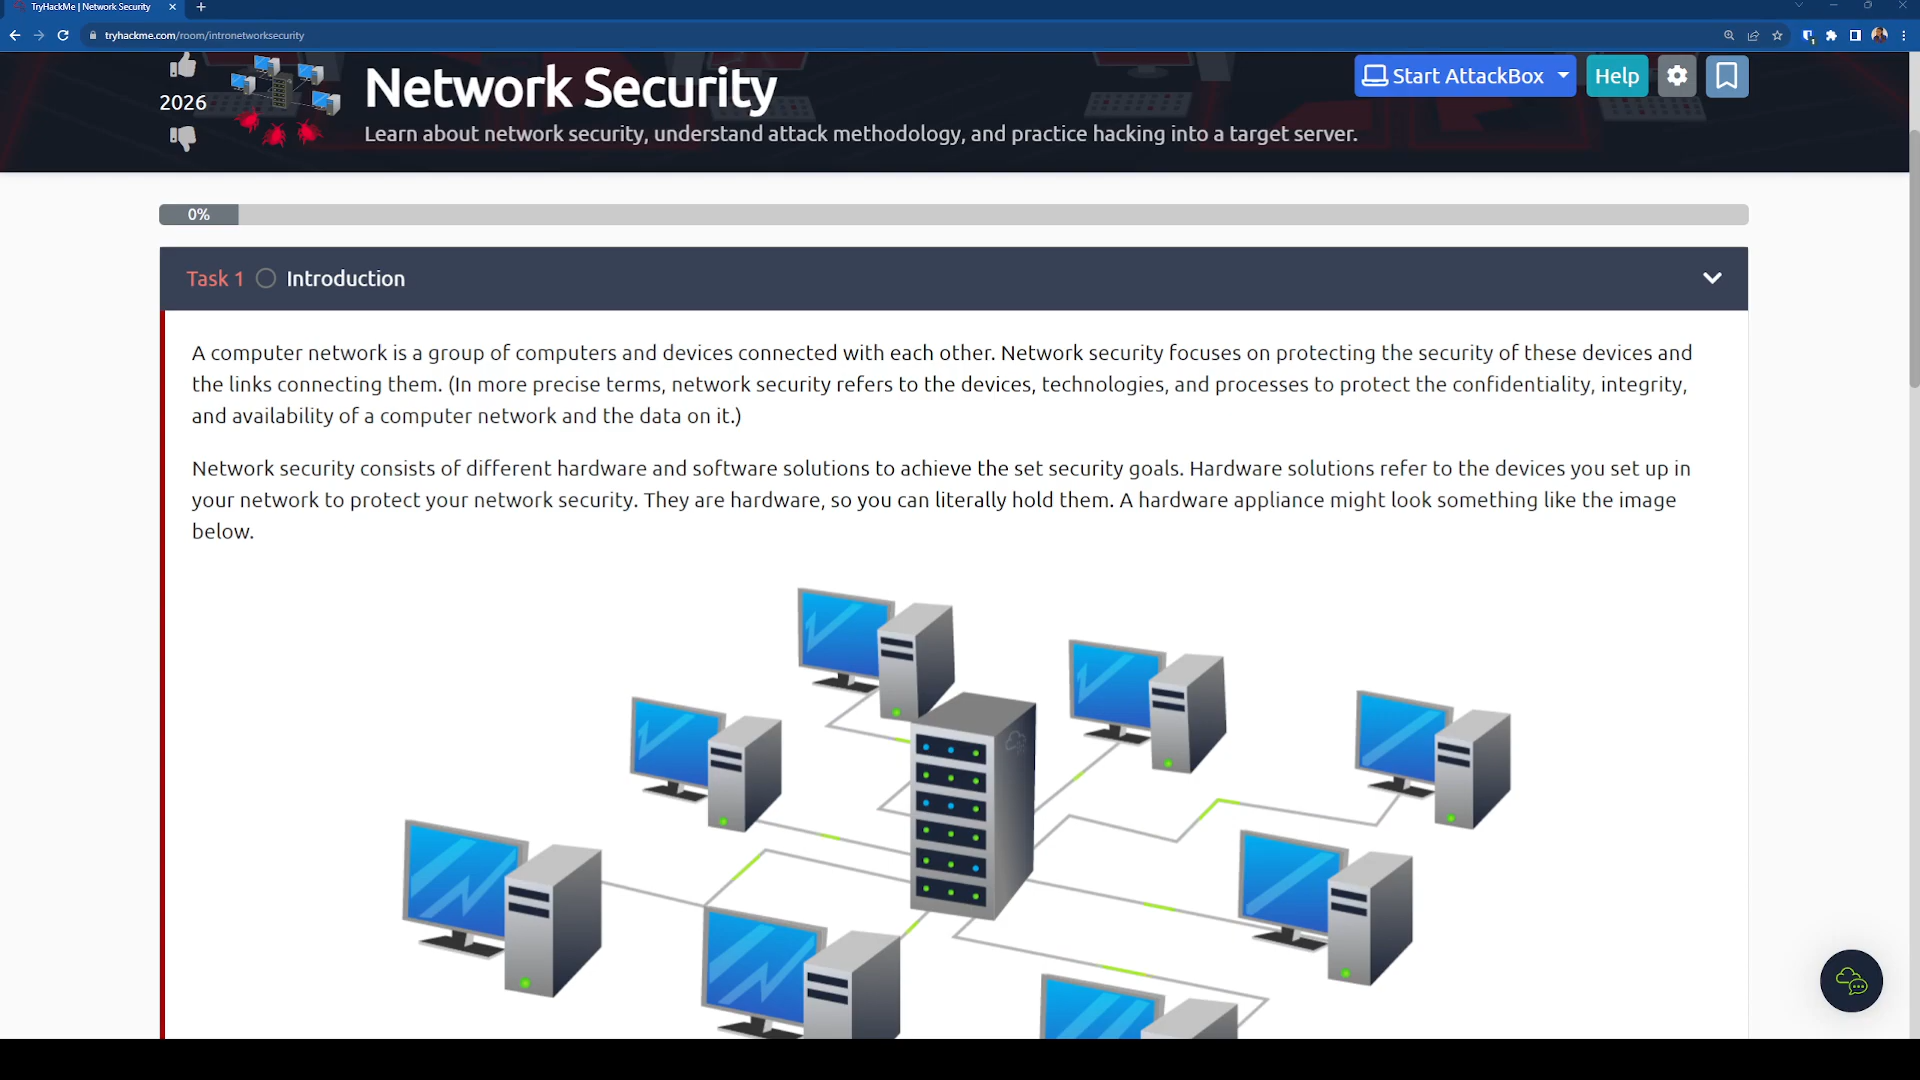 TryHackMe | Network Security
tryhackme.com/room/intronetworksecurity
2026
Network Security
Learn about network security, understand attack methodology, and practice hacking into a target server.
Start AttackBox
Help
0%
Task 1 Introduction
A computer network is a group of computers and devices connected with each other. Network security focuses on protecting the security of these devices and
the links connecting them. (In more precise terms, network security refers to the devices, technologies, and processes to protect the confidentiality, integrity,
and availability of a computer network and the data on it.)
Network security consists of different hardware and software solutions to achieve the set security goals. Hardware solutions refer to the devices you set up in
your network to protect your network security. They are hardware, so you can literally hold them. A hardware appliance might look something like the image
below.